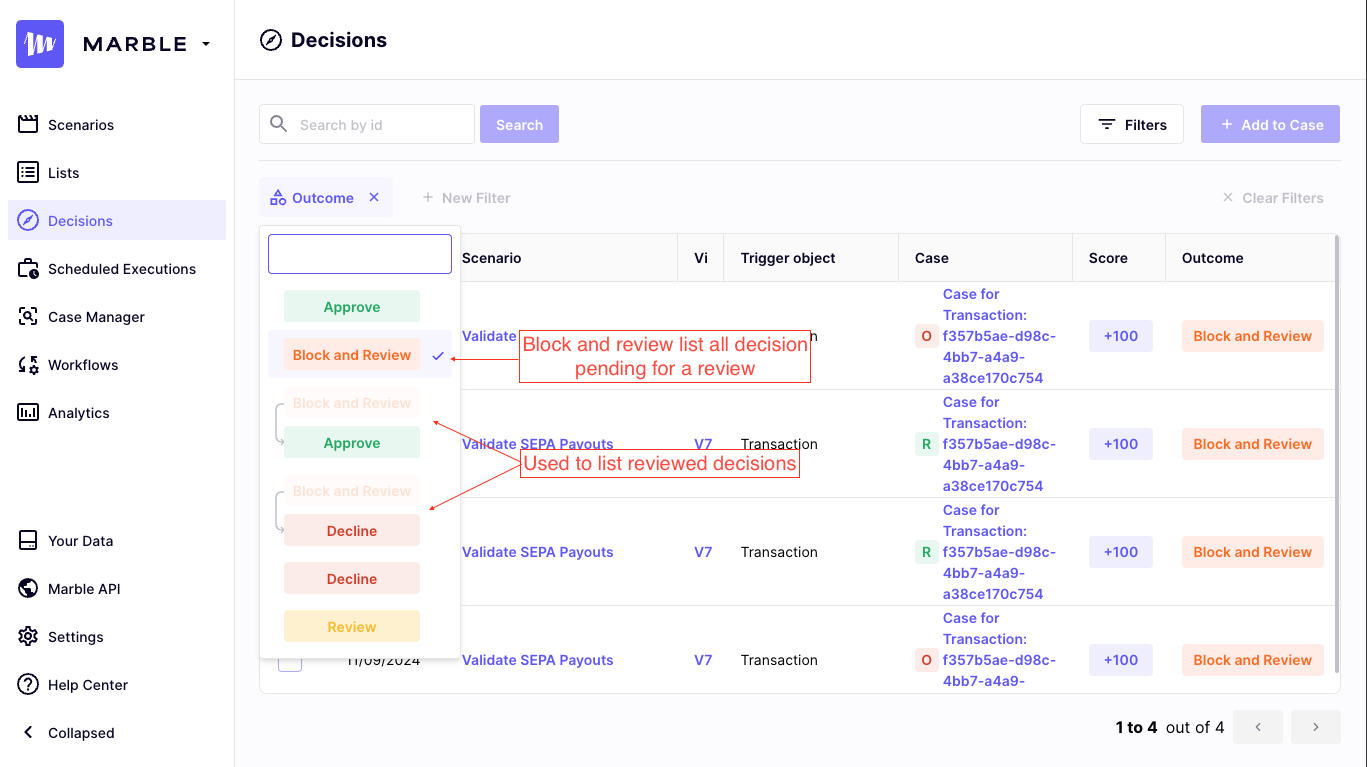 MARBLE
Decisions
Scenarios
Lists
Decisions
Scheduled Executions
Case Manager
Workflows
Analytics
Your Data
Marble API
Settings
Help Center
Collapsed
Search by id
Search
Filters
+ Add to Case
Outcome ×
+ New Filter
× Clear Filters
Scenario Vi Trigger object Case Score Outcome
Approve
Block and Review
Block and Review
Approve
Block and Review
Decline
Decline
Review
Block and review list all decision
pending for a review
Used to list reviewed decisions
Validate
n
O
Case for
Transaction:
f357b5ae-d98c-
4bb7-a4a9-
a38ce170c754
+100
Block and Review
Validate SEPA Payouts
V7
Transaction
R
Case for
Transaction:
f357b5ae-d98c-
4bb7-a4a9-
a38ce170c754
+100
Block and Review
Validate SEPA Payouts
V7
Transaction
R
Case for
Transaction:
f357b5ae-d98c-
4bb7-a4a9-
a38ce170c754
+100
Block and Review
11/09/2024
Validate SEPA Payouts
V7
Transaction
O
Case for
Transaction:
f357b5ae-d98c-
4bb7-a4a9-
+100
Block and Review
1 to 4 out of 4